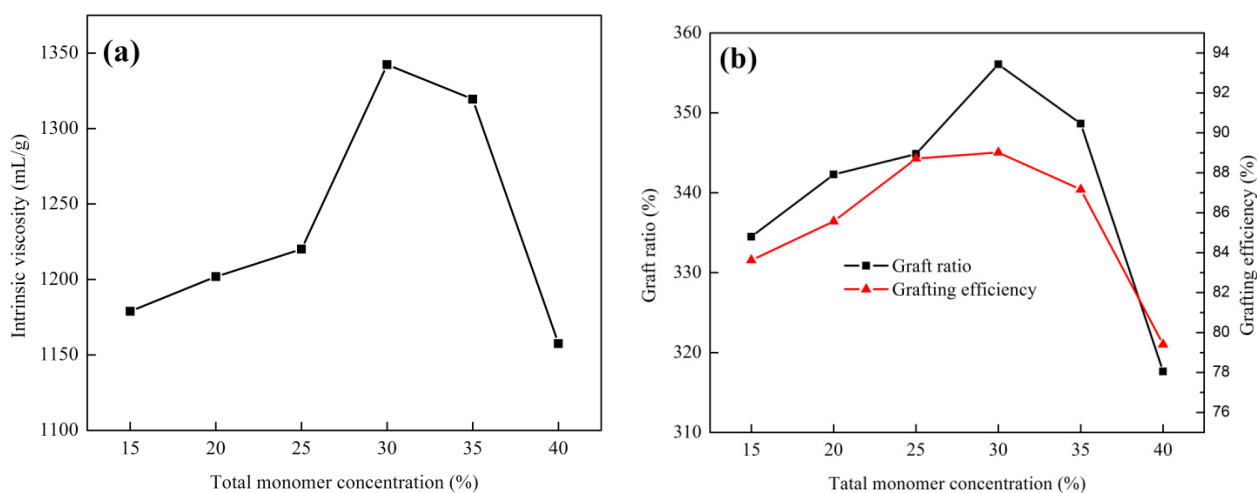 (a)
Intrinsic viscosity (mL/g)
1350
1300
1250
1200
1150
1100
15 20 25 30 35 40
Total monomer concentration (%)
(b)
Graft ratio (%)
360
350
340
330
320
310
Graft ratio
Grafting efficiency
94
92
90
88
86
84
82
80
78
76
Grafting efficiency (%)
15 20 25 30 35 40
Tatal monomer concentration (%)